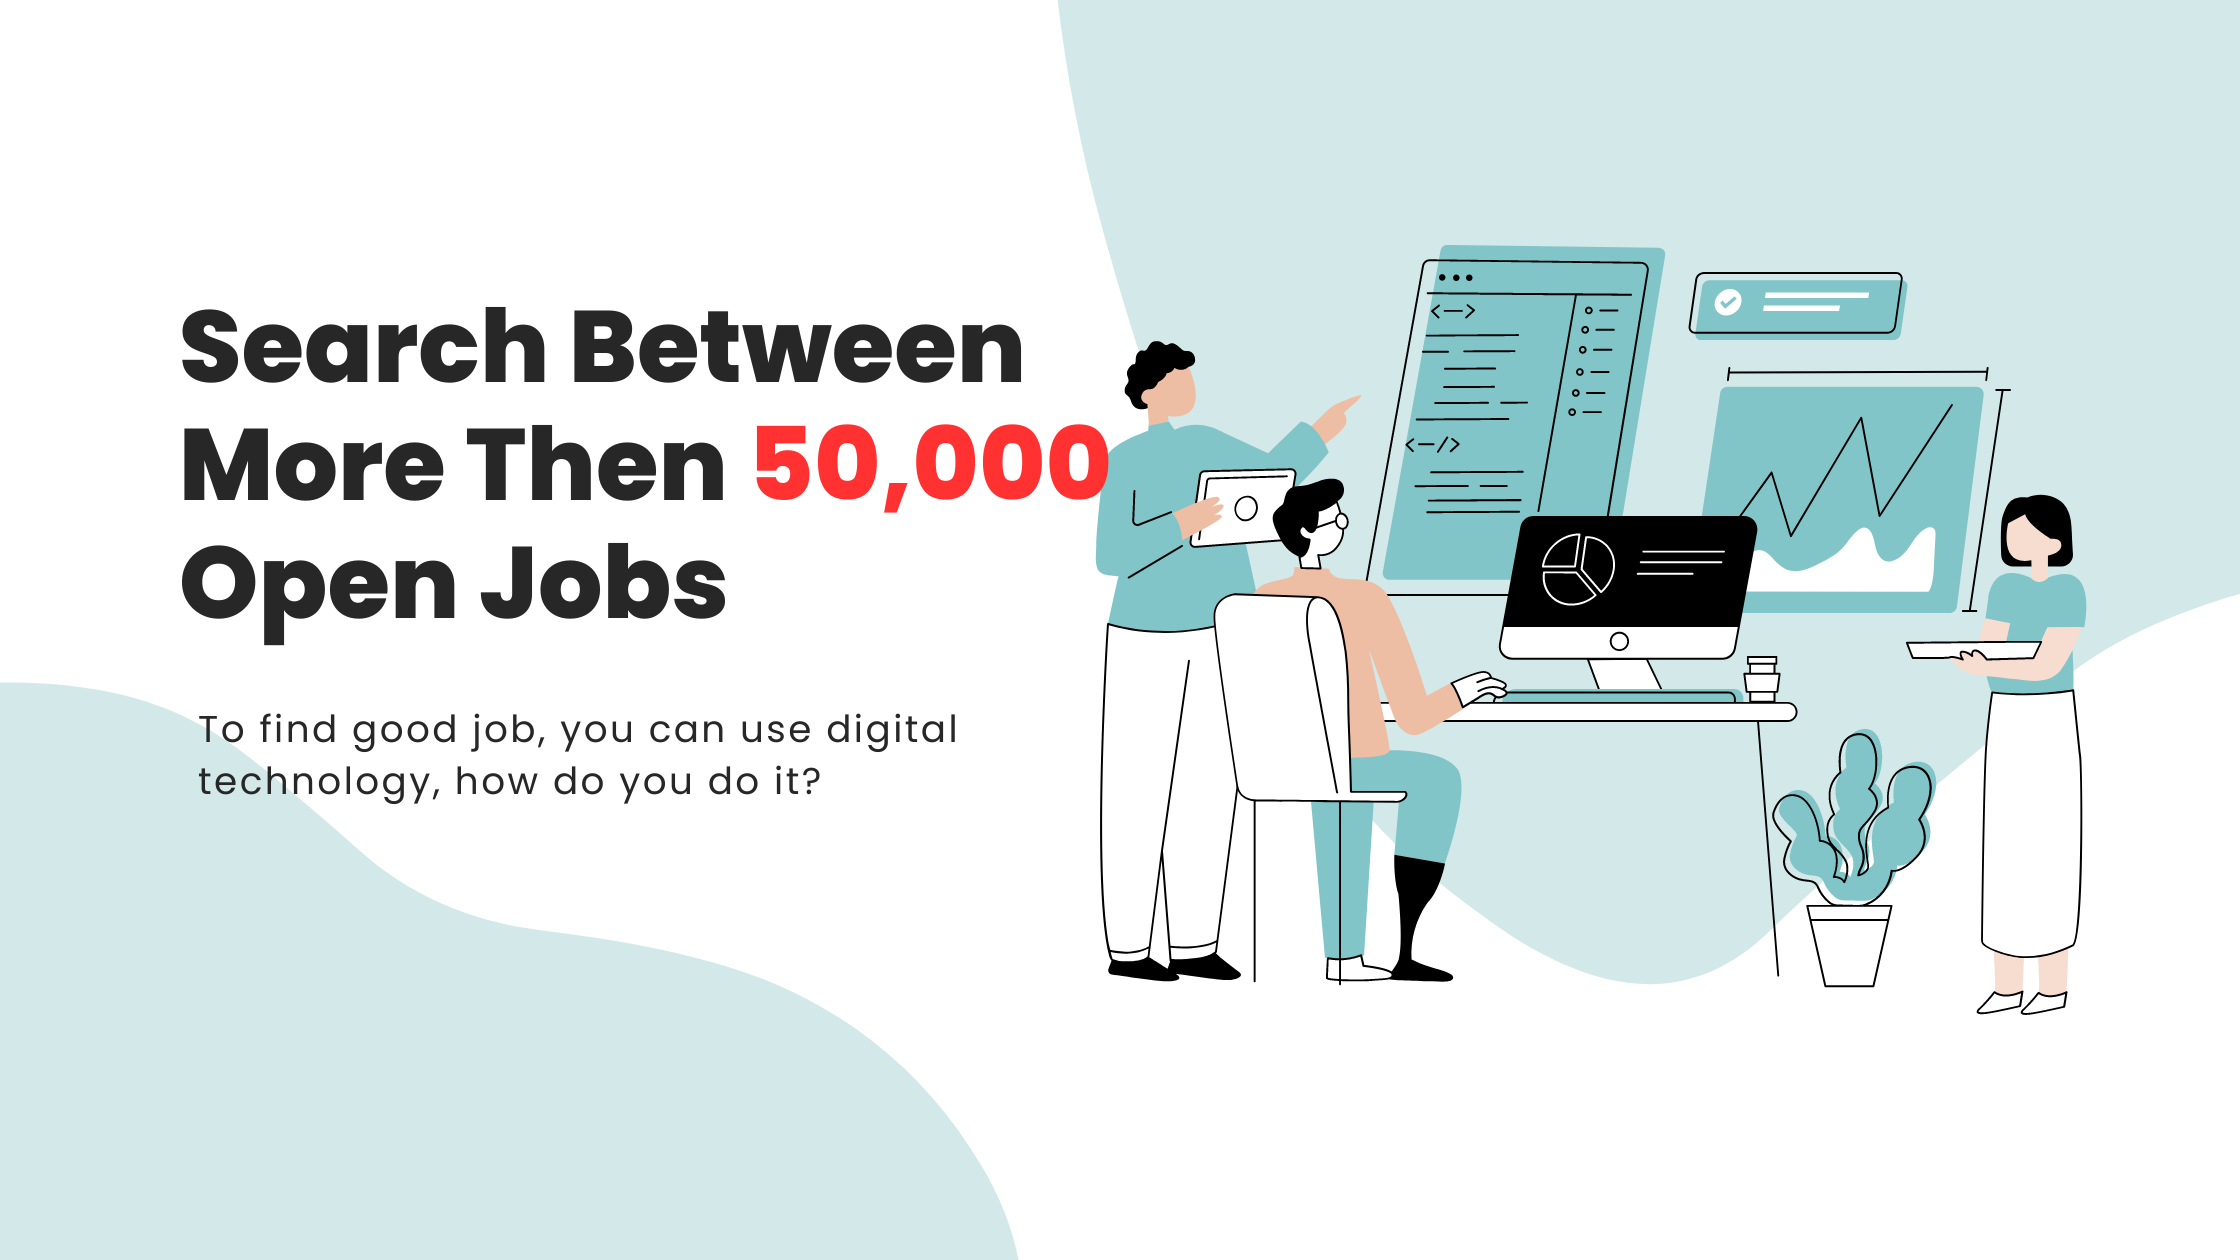 Search Between
More Then 50,000
Open Jobs
To find good job, you can use digital
technology, how do you do it?